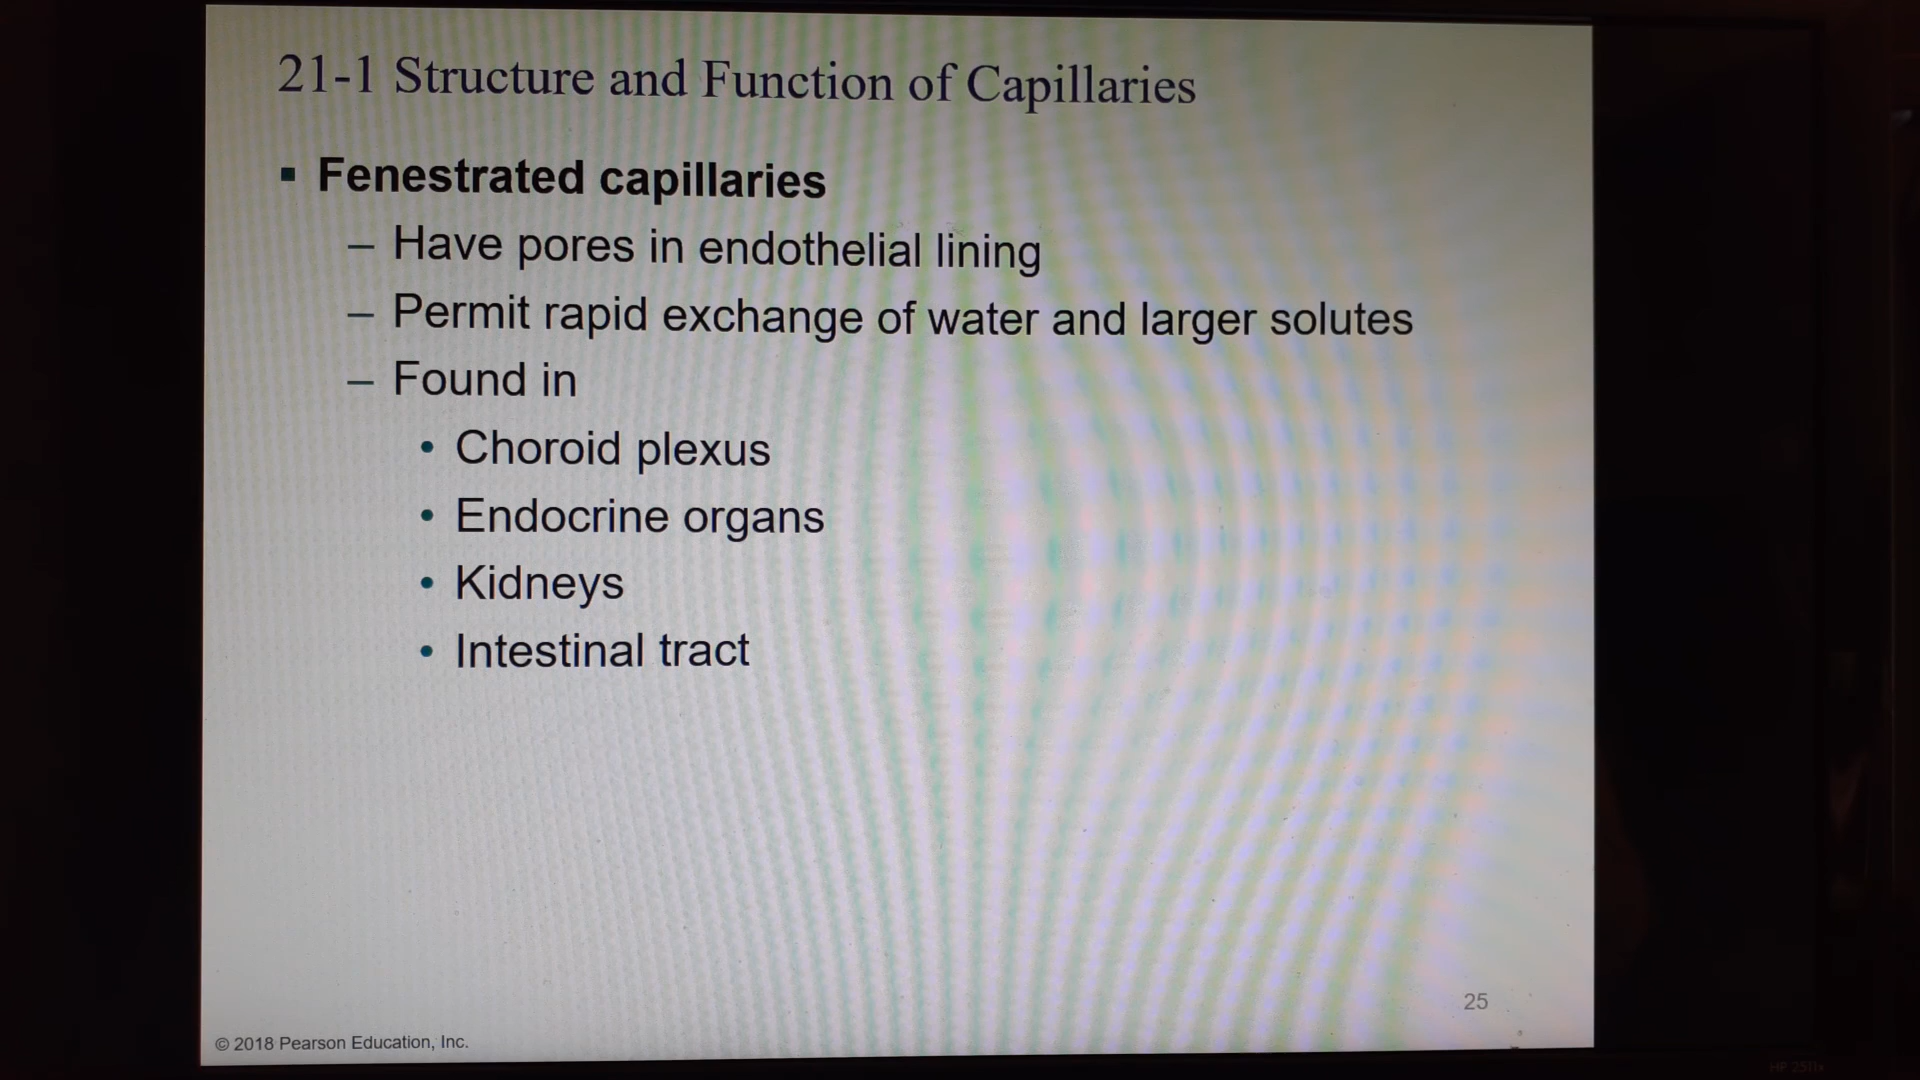 21-1 Structure and Function of Capillaries
▪ Fenestrated capillaries
– Have pores in endothelial lining
– Permit rapid exchange of water and larger solutes
– Found in
• Choroid plexus
• Endocrine organs
• Kidneys
• Intestinal tract
25
© 2018 Pearson Education, Inc.